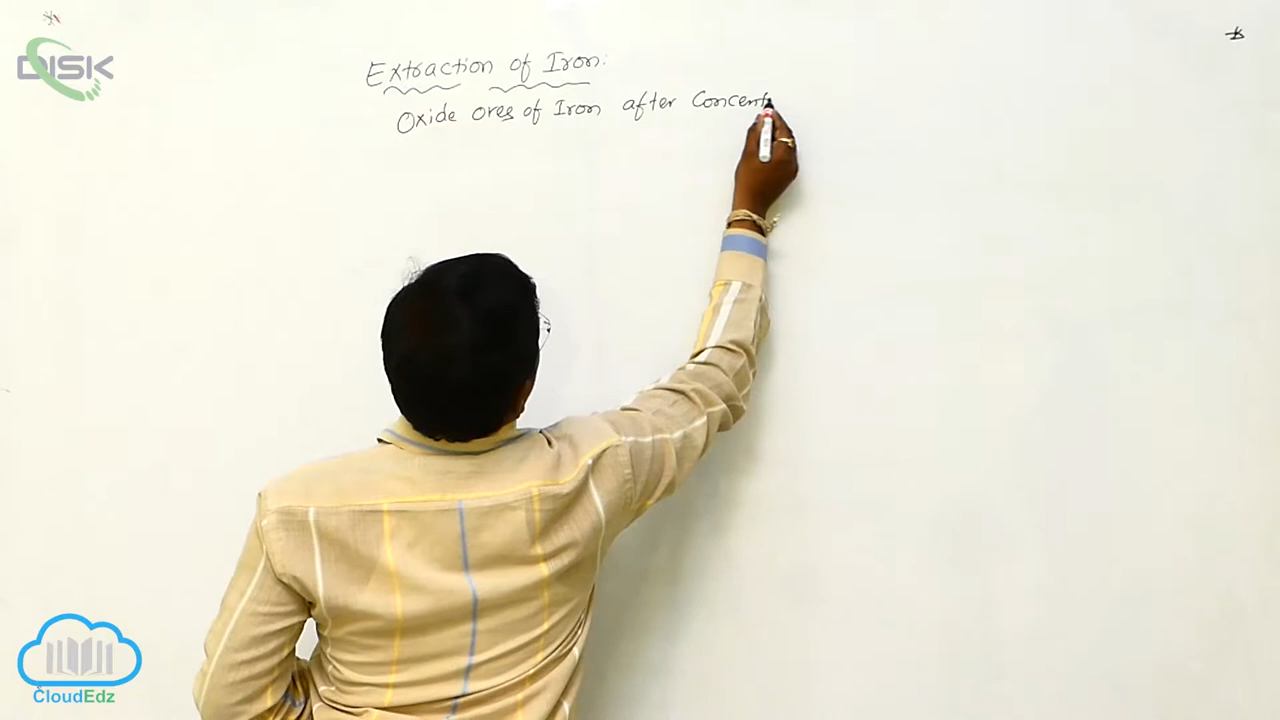 DISK
Extraction of Iron:
Oxide ores of Iron after Concent
CloudEdz